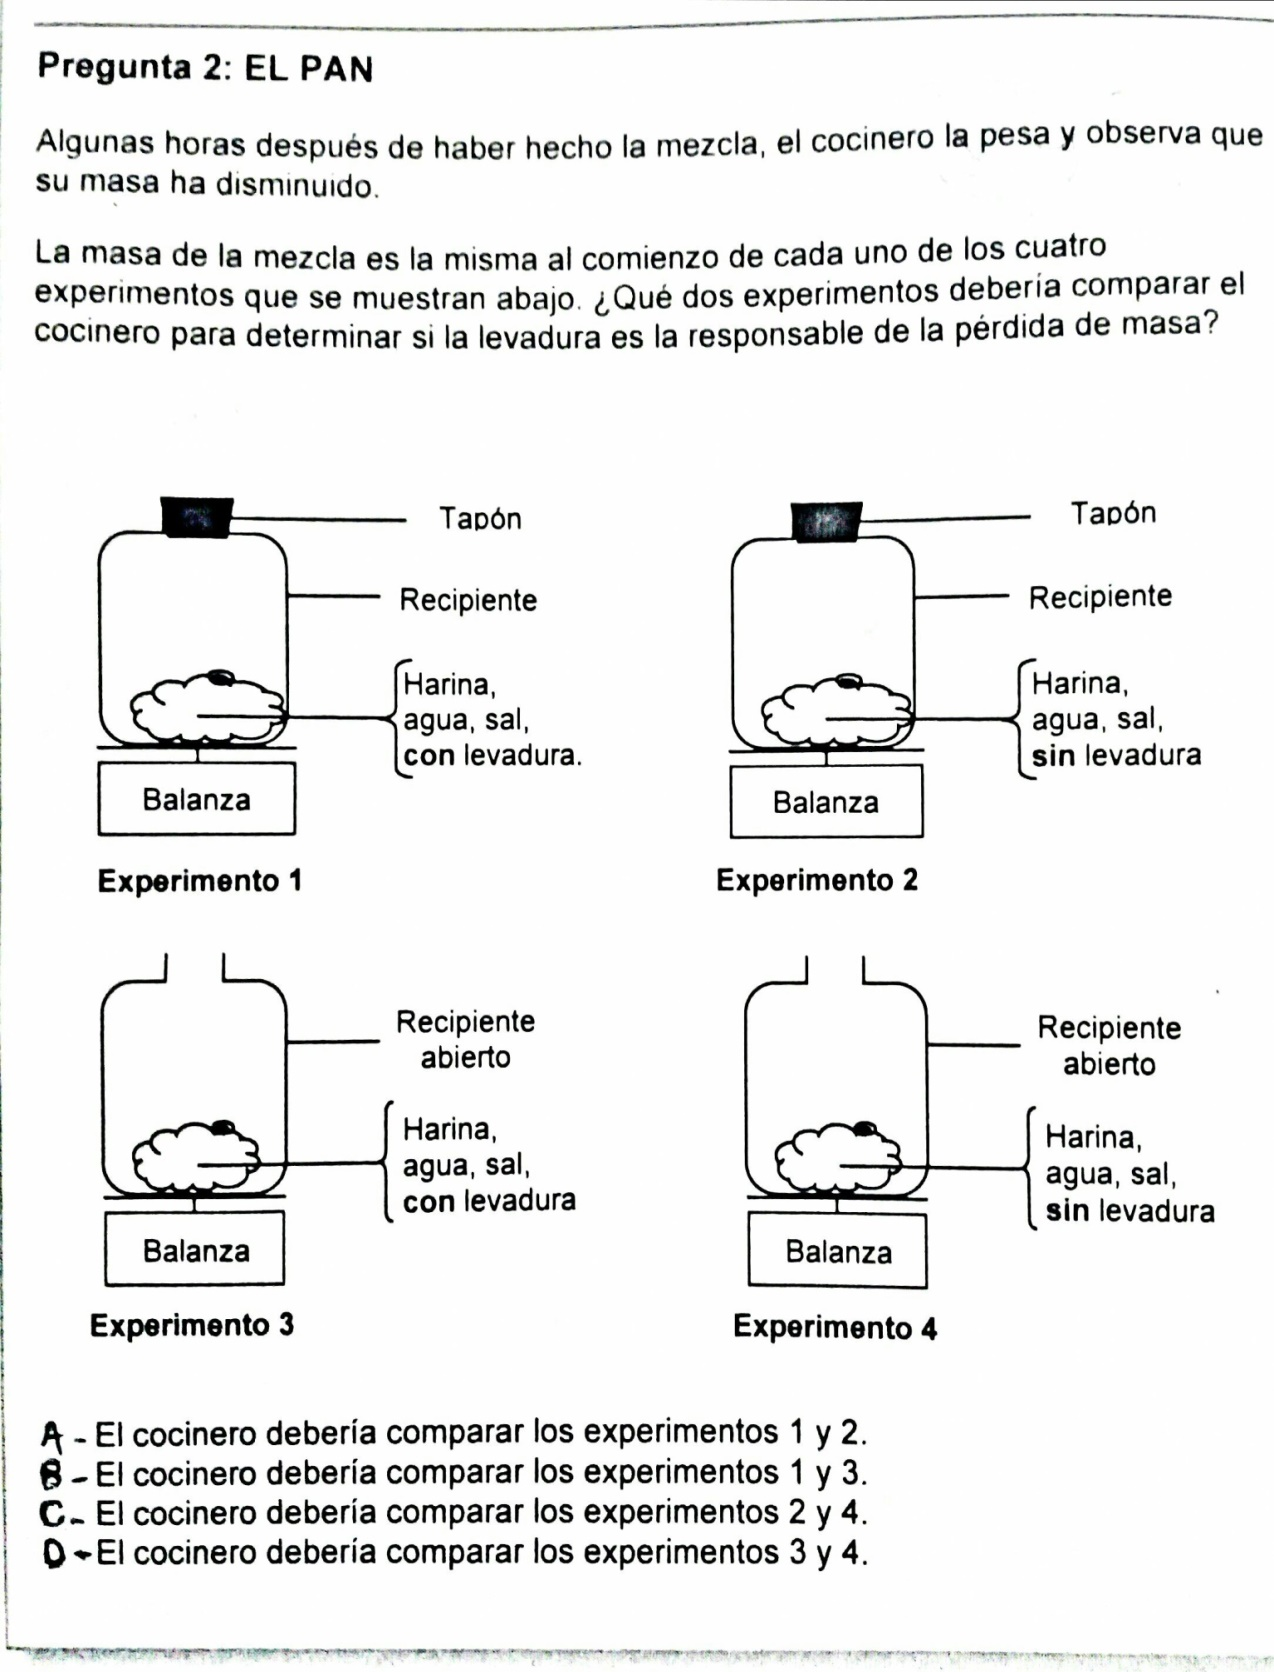 Pregunta 2: EL PAN
Algunas horas después de haber hecho la mezcla, el cocinero la pesa y observa que
su masa ha disminuido.
La masa de la mezcla es la misma al comienzo de cada uno de los cuatro
experimentos que se muestran abajo. ¿Qué dos experimentos debería comparar el
cocinero para determinar si la levadura es la responsable de la pérdida de masa?
Tapón
Recipiente
Harina,
agua, sal,
con levadura.
Balanza
Experimento 1
Tapón
Recipiente
Harina,
agua, sal,
sin levadura
Balanza
Experimento 2
Recipiente
abierto
Harina,
agua, sal,
con levadura
Balanza
Experimento 3
Recipiente
abierto
Harina,
agua, sal,
sin levadura
Balanza
Experimento 4
A - El cocinero debería comparar los experimentos 1 y 2.
B - El cocinero debería comparar los experimentos 1 y 3.
C - El cocinero debería comparar los experimentos 2 y 4.
D - El cocinero debería comparar los experimentos 3 y 4.